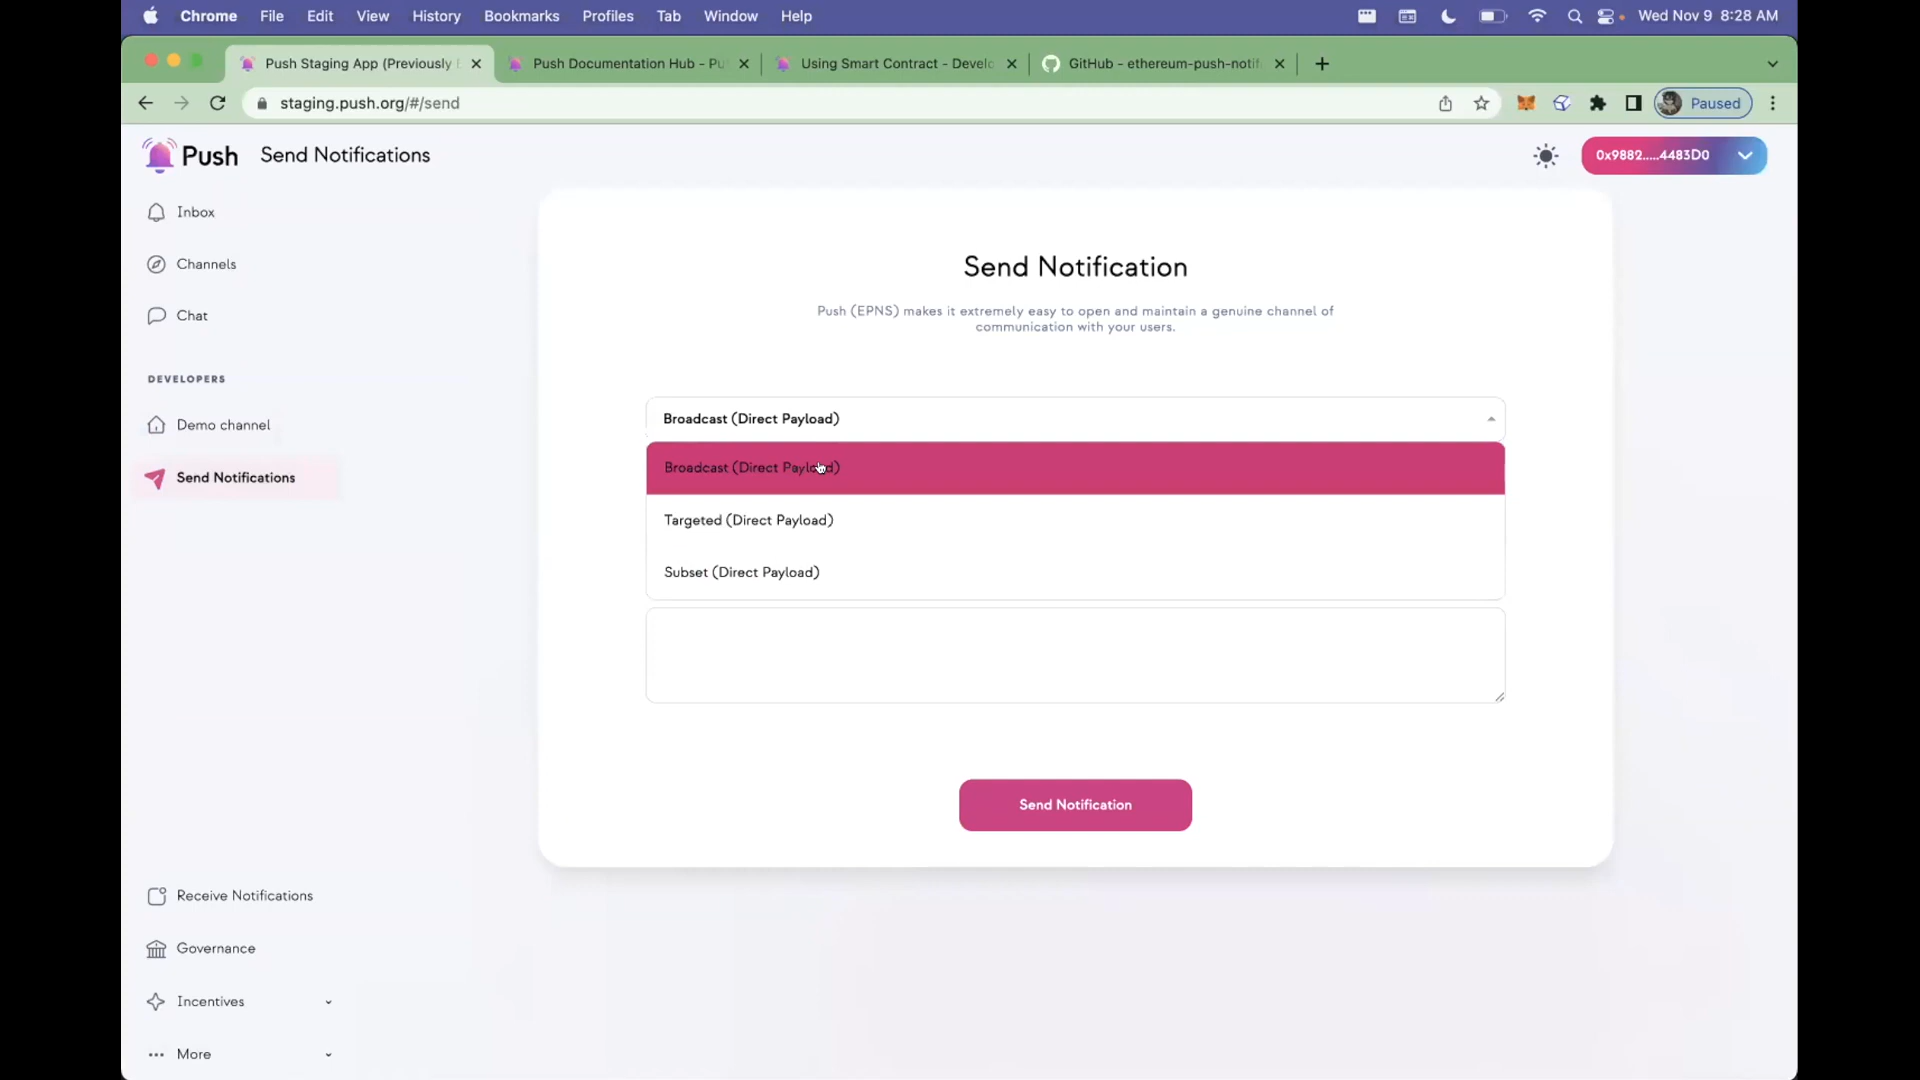 Chrome File Edit View History Bookmarks Profiles Tab Window Help Wed Nov 9 8:28 AM
Push Staging App (Previously Push Documentation Hub - Pu Using Smart Contract - Develo GitHub - ethereum-push-notif
staging.push.org/#/send Paused
Push Send Notifications 0x9882.....4483D0
Inbox
Channels
Chat
DEVELOPERS
Demo channel
Send Notifications
Receive Notifications
Governance
Incentives
More
Send Notification
Push (EPNS) makes it extremely easy to open and maintain a genuine channel of
communication with your users.
Broadcast (Direct Payload)
Broadcast (Direct Payload)
Targeted (Direct Payload)
Subset (Direct Payload)
Send Notification